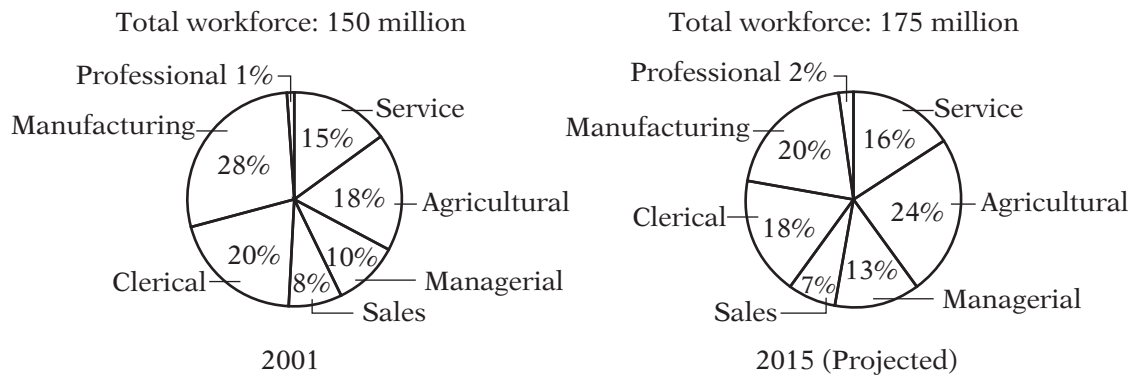 Total workforce: 150 million
Professional 1%
Service
Manufacturing
15%
28%
18%
Agricultural
20%
10%
Clerical
8%
Managerial
Sales
2001
Total workforce: 175 million
Professional 2%
Service
Manufacturing
16%
20%
24%
Agricultural
Clerical
18%
13%
7%
Managerial
Sales
2015 (Projected)